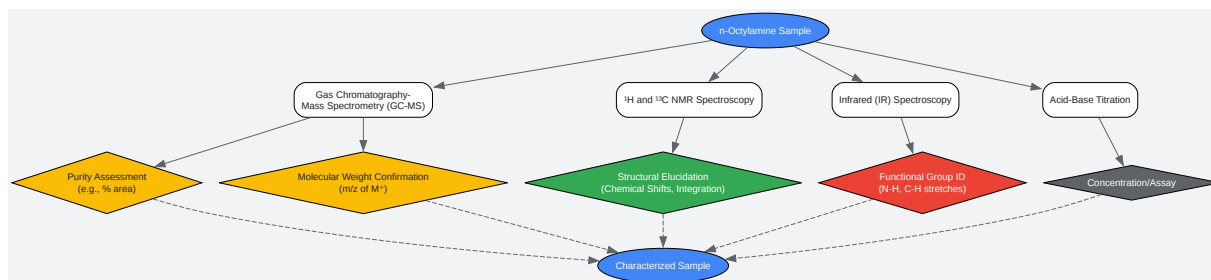 n-Octylamine Sample
Gas Chromatography-
Mass Spectrometry (GC-MS)
¹H and ¹³C NMR Spectroscopy
Infrared (IR) Spectroscopy
Acid-Base Titration
Purity Assessment
(e.g., % area)
Molecular Weight Confirmation
(m/z of M⁺)
Structural Elucidation
(Chemical Shifts, Integration)
Functional Group ID
(N-H, C-H stretches)
Concentration/Assay
Characterized Sample